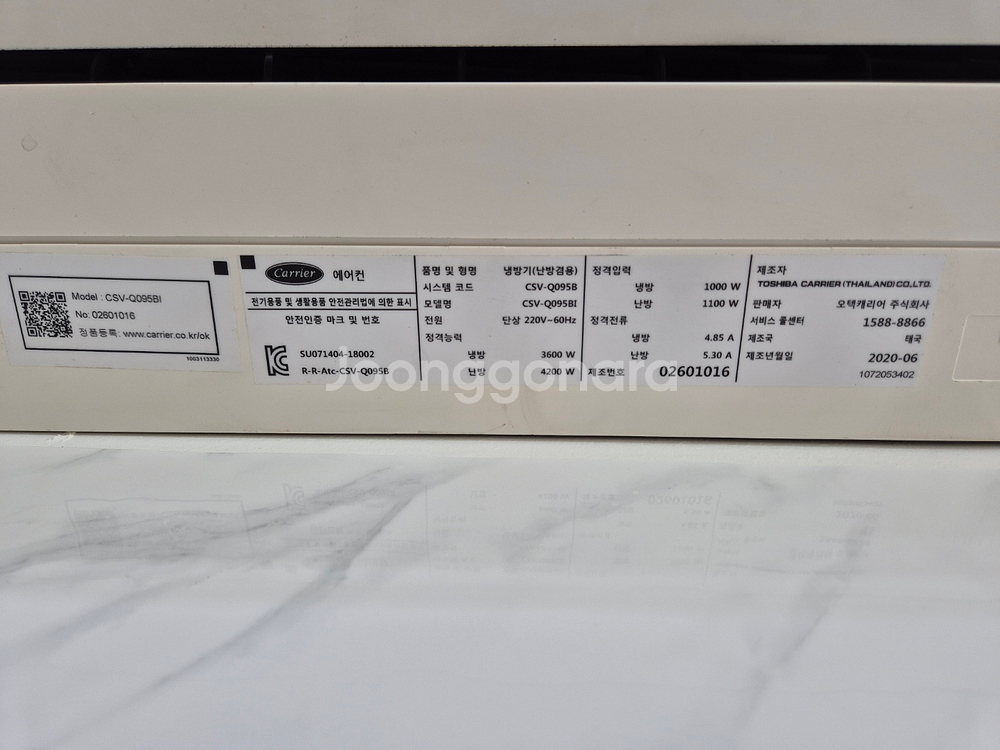 Model : CSV-Q095BI
No: 02601016
정품등록: www.carrier.co.kr/ok
1003113330
Carrier 에어컨
전기용품 및 생활용품 안전관리법에 의한 표시
안전인증 마크 및 번호
SU071404-18002
R-R-Atc-CSV-Q095B
품명 및 형명 냉방기(난방겸용)
시스템 코드 CSV-Q095B
모델명 CSV-Q095BI
전원 단상 220V~60Hz
정격능력
냉방 3600 W
난방 4200 W
정격입력
냉방 1000 W
난방 1100 W
정격전류
냉방 4.85 A
난방 5.30 A
제조번호 02601016
제조자
TOSHIBA CARRIER (THAILAND) CO.,LTD.
판매자 오텍캐리어 주식회사
서비스 콜센터 1588-8866
제조국 태국
제조년월일 2020-06
1072053402
Joonggonara